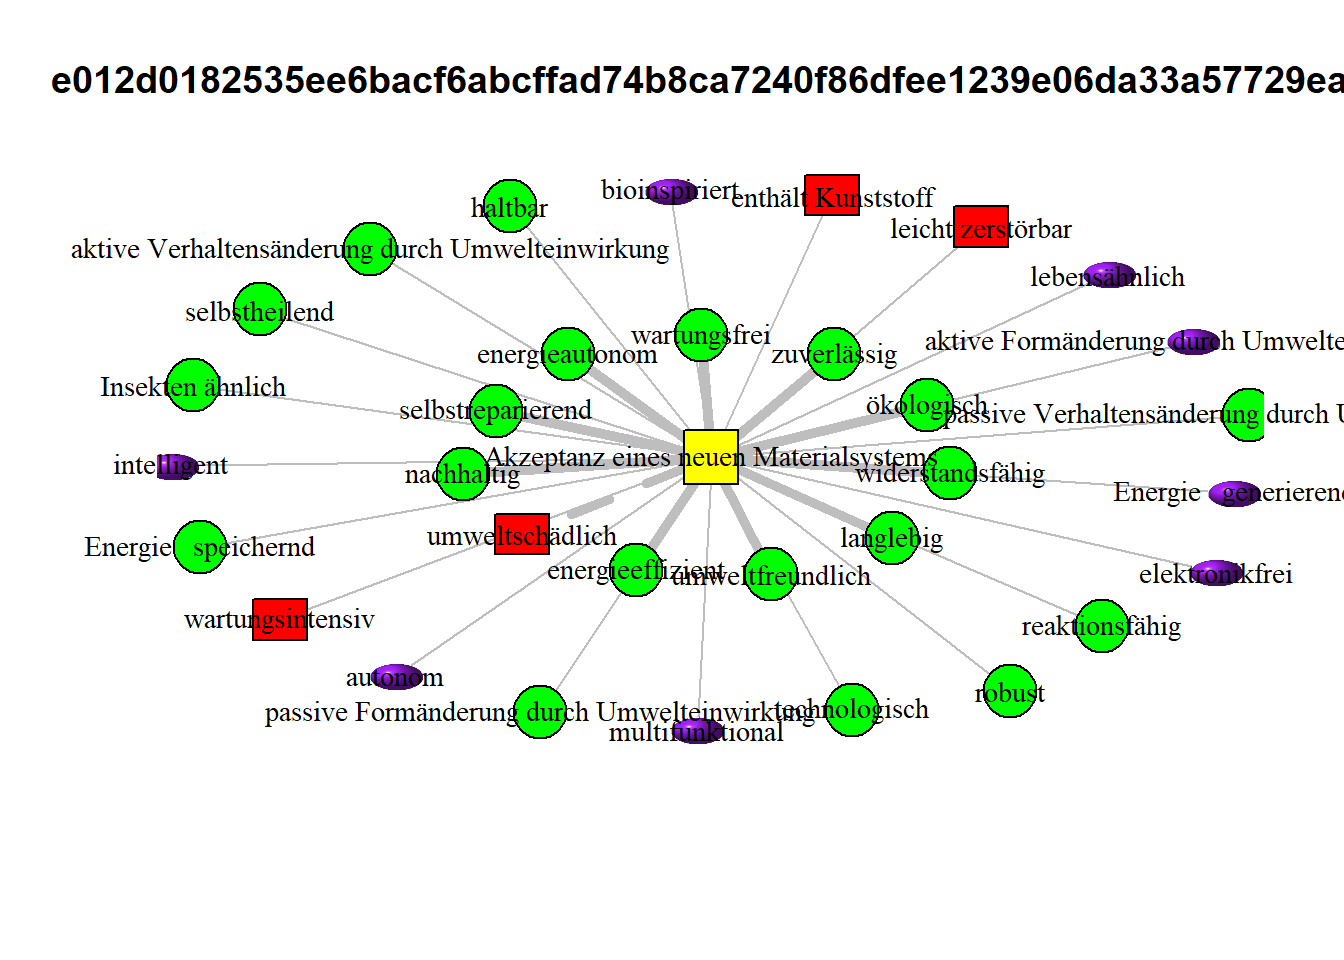 e012d0182535ee6bacf6abcffad74b8ca7240f86dfee1239e06da33a57729ea
bioinspiriert
enthält Kunststoff
haltbar
leicht zerstörbar
aktive Verhaltensänderung durch Umwelteinwirkung
lebensähnlich
selbstheilend
wartungsfrei
aktive Formänderung durch Umwelte
energieautonom
zuverlässig
Insekten ähnlich
ökologisch
passive Verhaltensänderung durch U
selbstreparierend
Akzeptanz eines neuen Materialsystems
intelligent
nachhaltig
widerstandsfähig
Energie generierend
umweltschädlich
langlebig
Energie speichernd
energieeffizient
umweltfreundlich
elektronikfrei
wartungsintensiv
reaktionsfähig
autonom
robust
passive Formänderung durch Umwelteinwirkung
technologisch
multifunktional